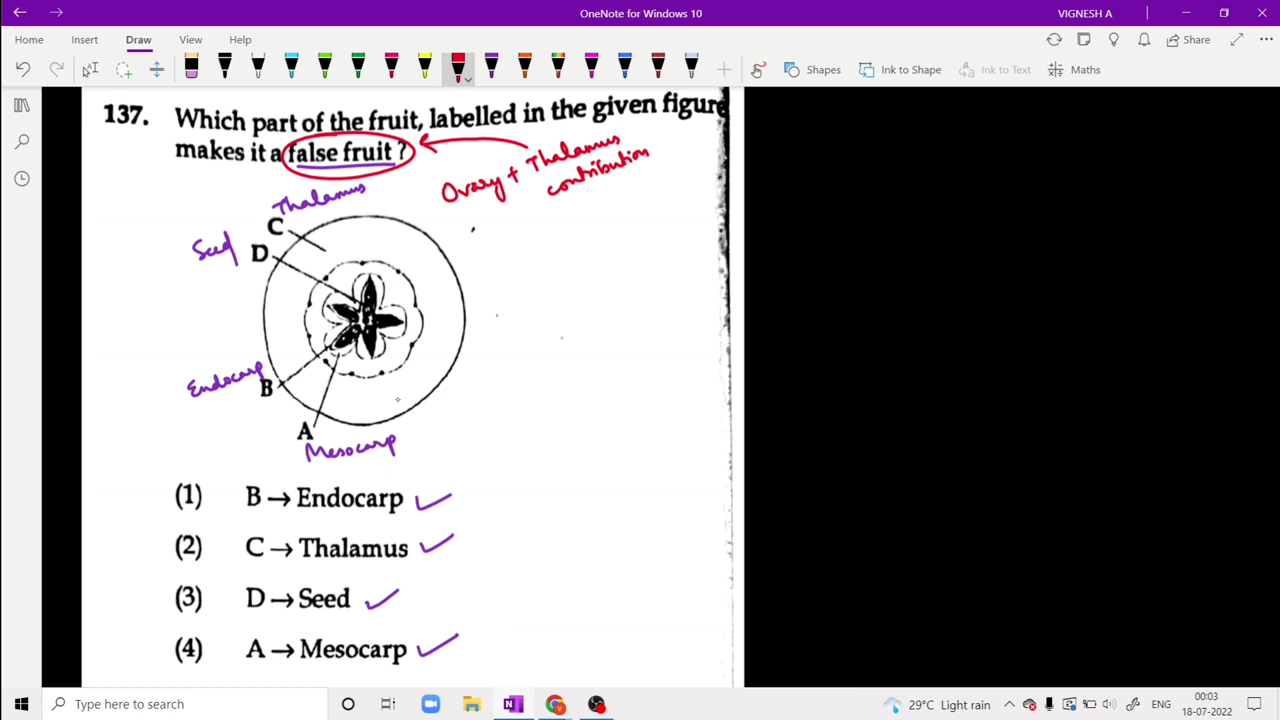 OneNote for Windows 10
VIGNESH A
Home Insert Draw View Help
Share
Shapes Ink to Shape Ink to Text Maths
137. Which part of the fruit, labelled in the given figure
makes it a false fruit ?
Ovary + Thalamus
contribution
Thalamus
C
Seed D
Endocarp
B
A
Mesocarp
(1) B → Endocarp ✓
(2) C → Thalamus ✓
(3) D → Seed ✓
(4) A → Mesocarp ✓
Type here to search
29°C Light rain
ENG
00:03
18-07-2022